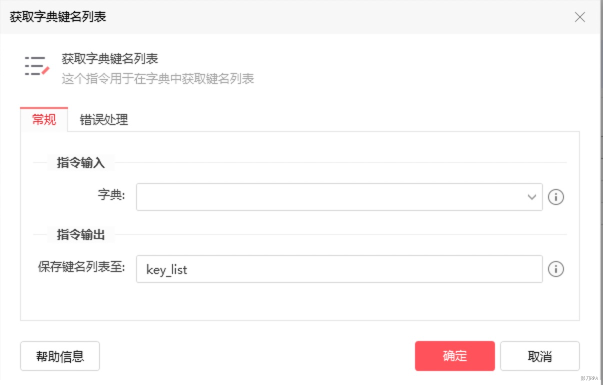 获取字典键名列表
获取字典键名列表
这个指令用于在字典中获取键名列表
常规 错误处理
指令输入
字典:
指令输出
保存键名列表至: key_list
帮助信息 确定 取消